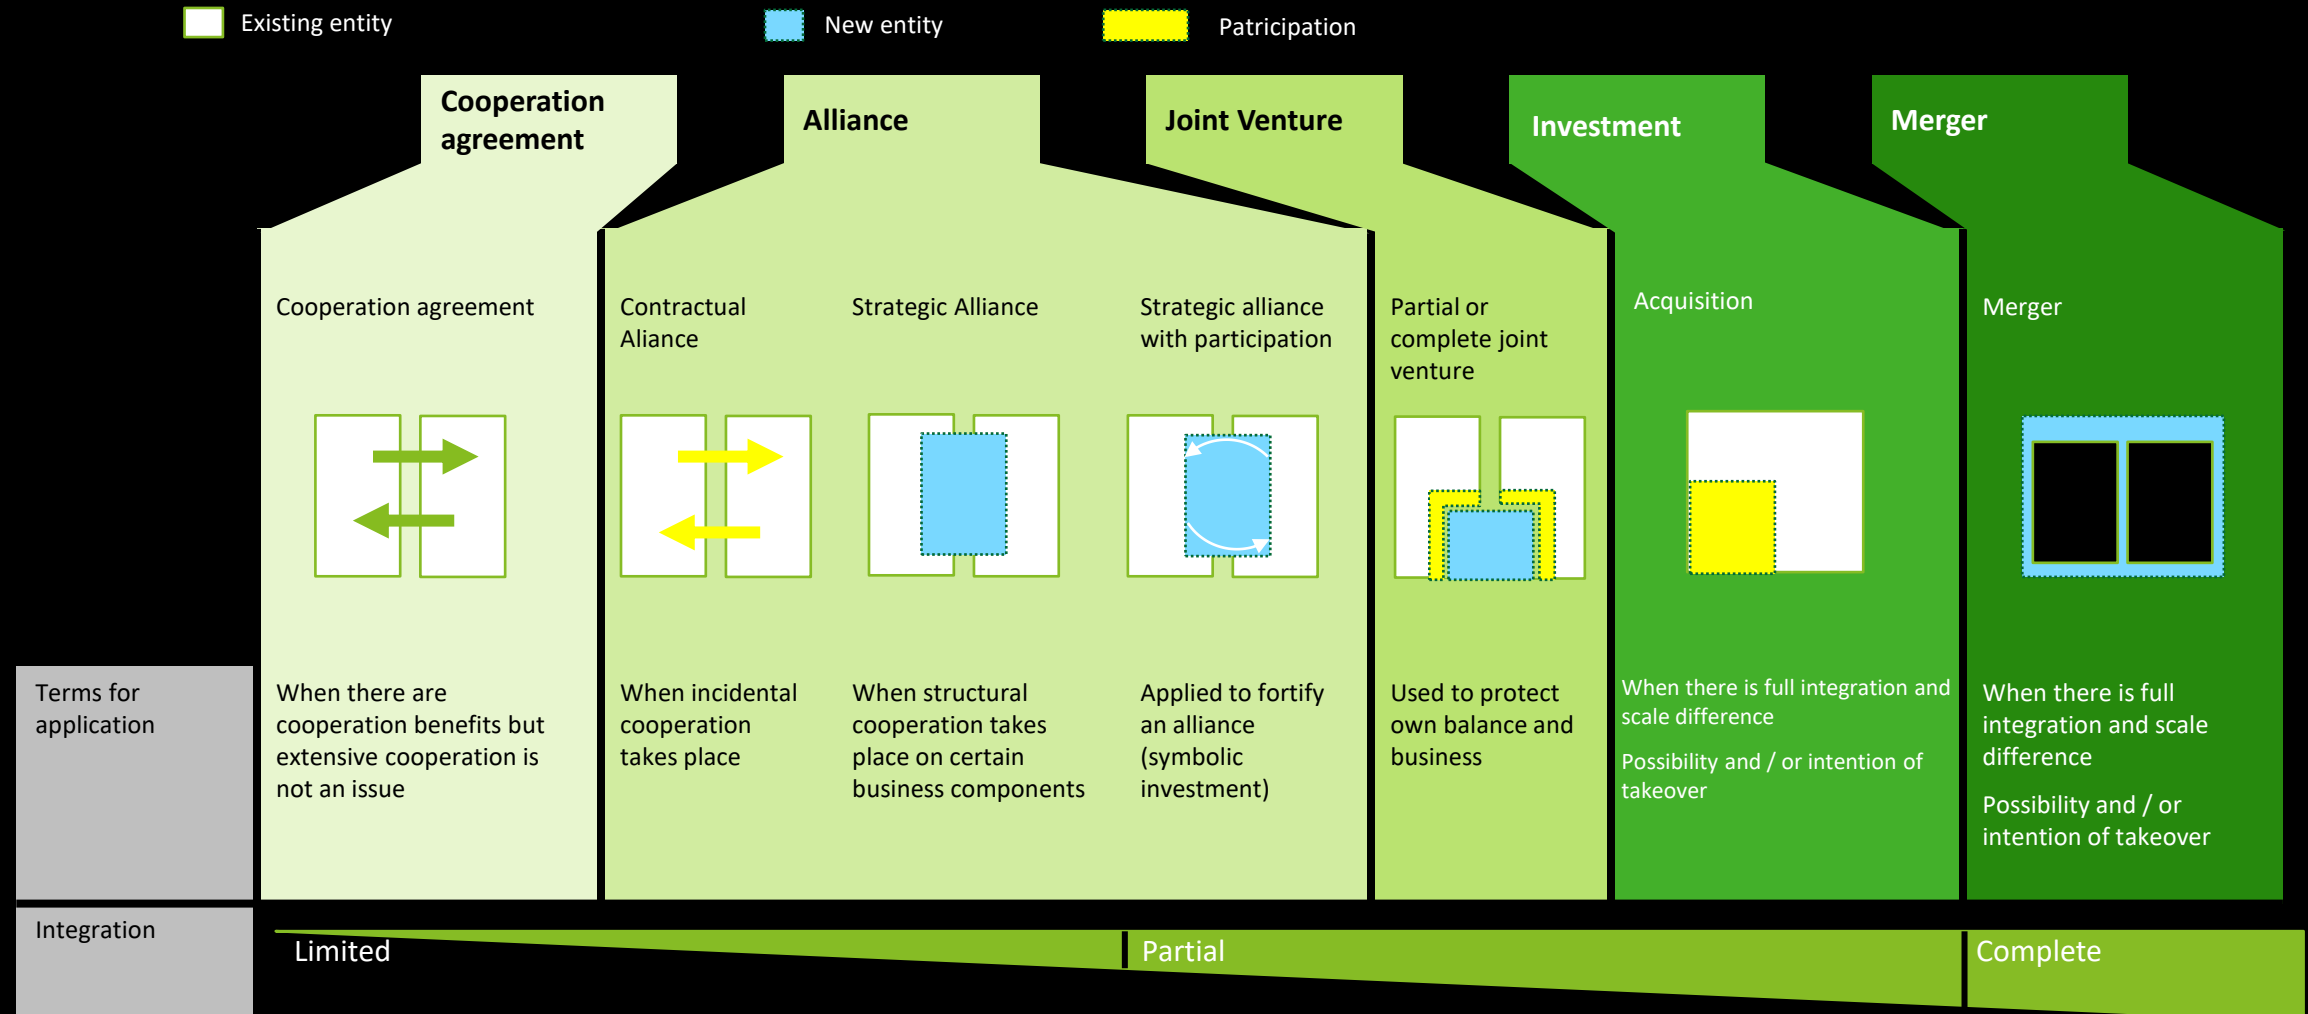 Existing entity
New entity
Patricipation
Cooperation
agreement
Alliance
Joint Venture
Investment
Merger
Cooperation agreement
Contractual
Aliance
Strategic Alliance
Strategic alliance
with participation
Partial or
complete joint
venture
Acquisition
Merger
Terms for
application
When there are
cooperation benefits but
extensive cooperation is
not an issue
When incidental
cooperation
takes place
When structural
cooperation takes
place on certain
business components
Applied to fortify
an alliance
(symbolic
investment)
Used to protect
own balance and
business
When there is full integration and
scale difference
Possibility and / or intention of
takeover
When there is full
integration and scale
difference
Possibility and / or
intention of takeover
Integration
Limited
Partial
Complete